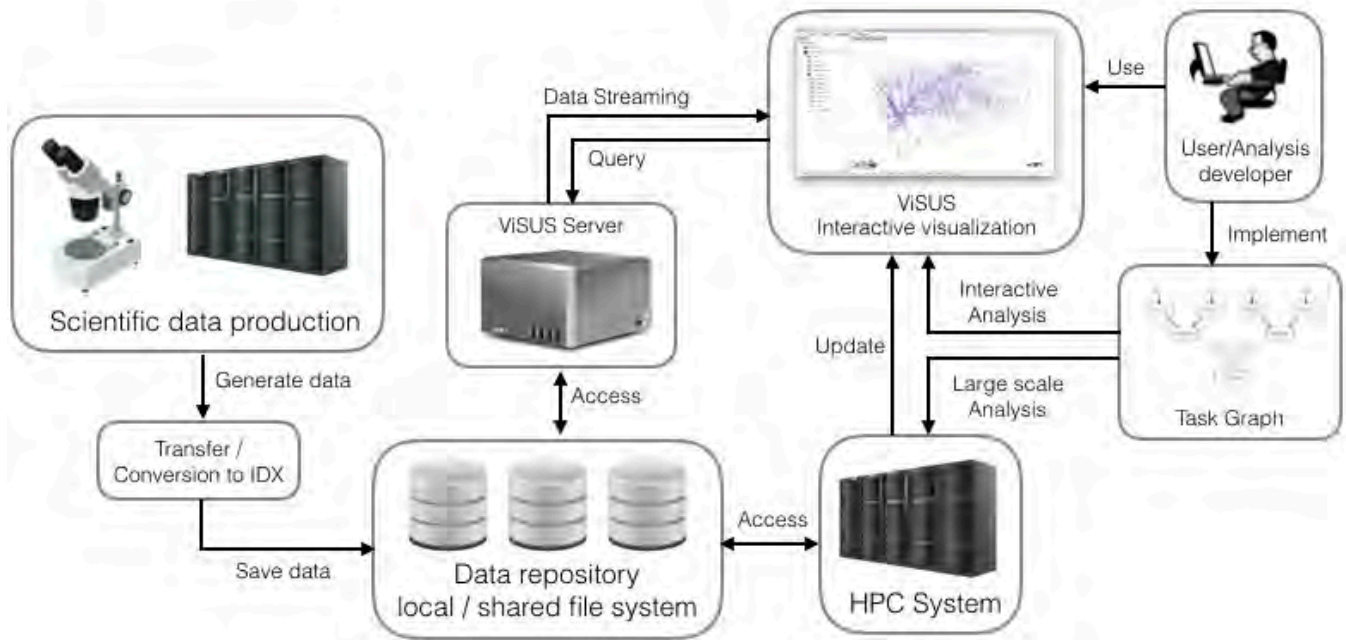 Data Streaming
Query
Use
User/Analysis
developer
ViSUS
Interactive visualization
ViSUS Server
Implement
Scientific data production
Interactive
Analysis
Update
Generate data
Access
Large scale
Analysis
Task Graph
Transfer /
Conversion to IDX
Access
Save data
Data repository
local / shared file system
HPC System